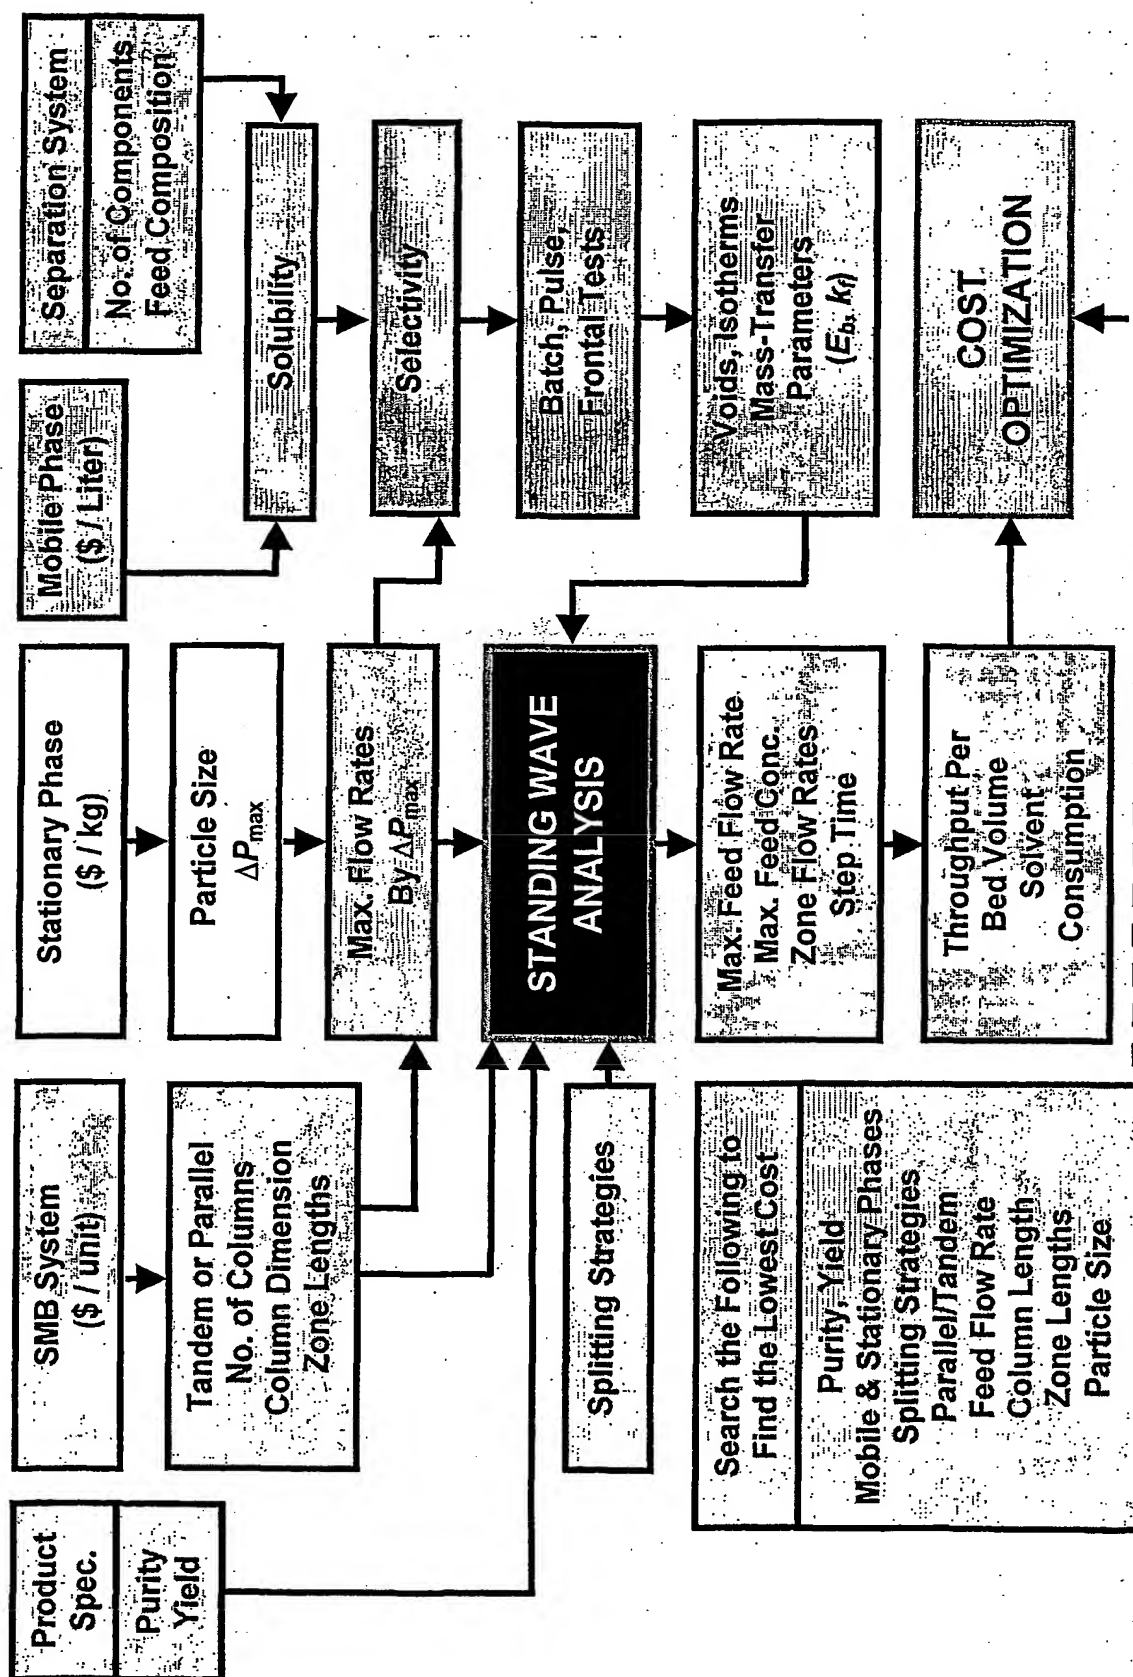 Product
Spec.
Purity
Yield
SMB System
($ / unit)
Tandem or Parallel
No. of Columns
Column Dimension
Zone Lengths
Stationary Phase
($ / kg)
Particle Size
ΔPmax
Max. Flow Rates
By ΔPmax
Mobile Phase
($ / Liter)
Separation System
No. of Components
Feed Composition
Solubility
Selectivity
Batch, Pulse,
Frontal Tests
Voids, Isotherms
Mass-Transfer
Parameters
(Eb, kf)
STANDING WAVE
ANALYSIS
Splitting Strategies
Max. Feed Flow Rate
Max. Feed Conc.
Zone Flow Rates
Step Time
Throughput Per
Bed Volume
Solvent
Consumption
COST
OPTIMIZATION
Search the Following to
Find the Lowest Cost
Purity, Yield
Mobile & Stationary Phases
Splitting Strategies
Parallel/Tandem
Feed Flow Rate
Column Length
Zone Lengths
Particle Size